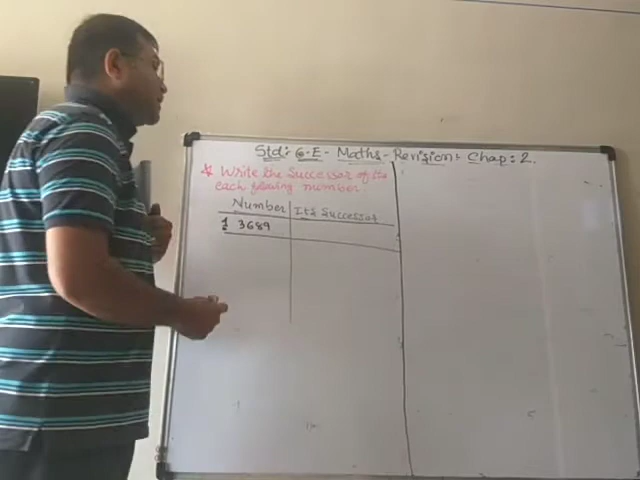 Std: 6-E - Maths - Revision: Chap: 2.
* Write the Successor of the
each following number:
Number Its Successor
1 3689